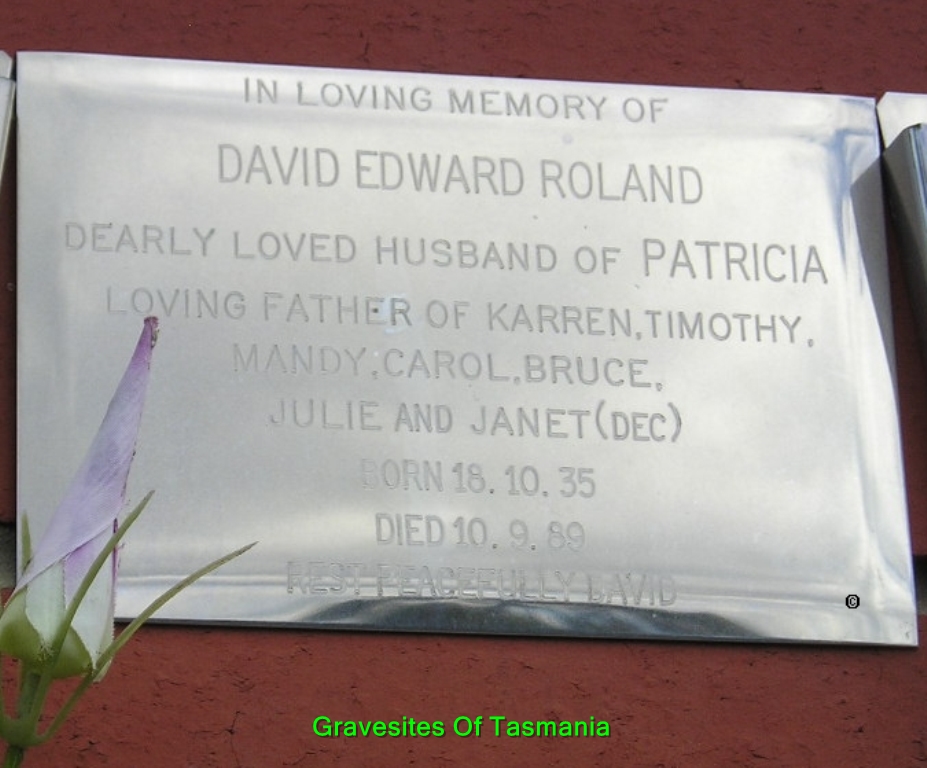 IN LOVING MEMORY OF
DAVID EDWARD ROLAND
DEARLY LOVED HUSBAND OF PATRICIA
LOVING FATHER OF KARREN, TIMOTHY,
MANDY, CAROL, BRUCE,
JULIE AND JANET (DEC)
BORN 18. 10. 35
DIED 10. 9. 89
REST PEACEFULLY DAVID
©
Gravesites Of Tasmania